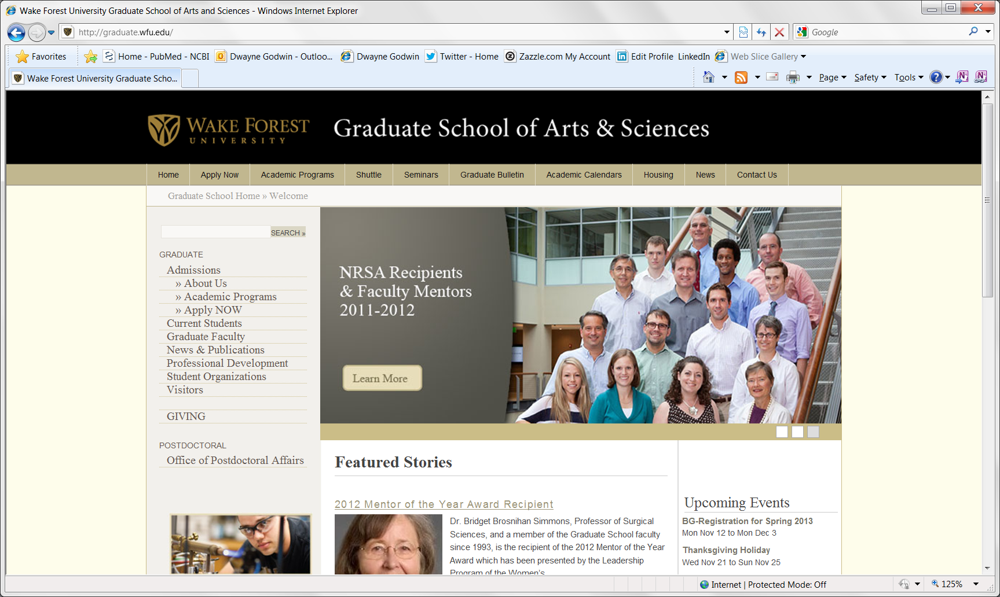 Wake Forest University Graduate School of Arts and Sciences - Windows Internet Explorer
http://graduate.wfu.edu/
Google
Favorites
Home - PubMed - NCBI
Dwayne Godwin - Outloo...
Dwayne Godwin
Twitter - Home
Zazzle.com My Account
Edit Profile LinkedIn
Web Slice Gallery
Wake Forest University Graduate Scho...
Page
Safety
Tools
WAKE FOREST
UNIVERSITY
Graduate School of Arts & Sciences
Home
Apply Now
Academic Programs
Shuttle
Seminars
Graduate Bulletin
Academic Calendars
Housing
News
Contact Us
Graduate School Home » Welcome
SEARCH »
GRADUATE
Admissions
» About Us
» Academic Programs
» Apply NOW
Current Students
Graduate Faculty
News & Publications
Professional Development
Student Organizations
Visitors
GIVING
POSTDOCTORAL
Office of Postdoctoral Affairs
NRSA Recipients
& Faculty Mentors
2011-2012
Learn More
Featured Stories
2012 Mentor of the Year Award Recipient
Dr. Bridget Brosnihan Simmons, Professor of Surgical
Sciences, and a member of the Graduate School faculty
since 1993, is the recipient of the 2012 Mentor of the Year
Award which has been presented by the Leadership
Program of the Women's
Upcoming Events
BG-Registration for Spring 2013
Mon Nov 12 to Mon Dec 3
Thanksgiving Holiday
Wed Nov 21 to Sun Nov 25
Internet | Protected Mode: Off
125%